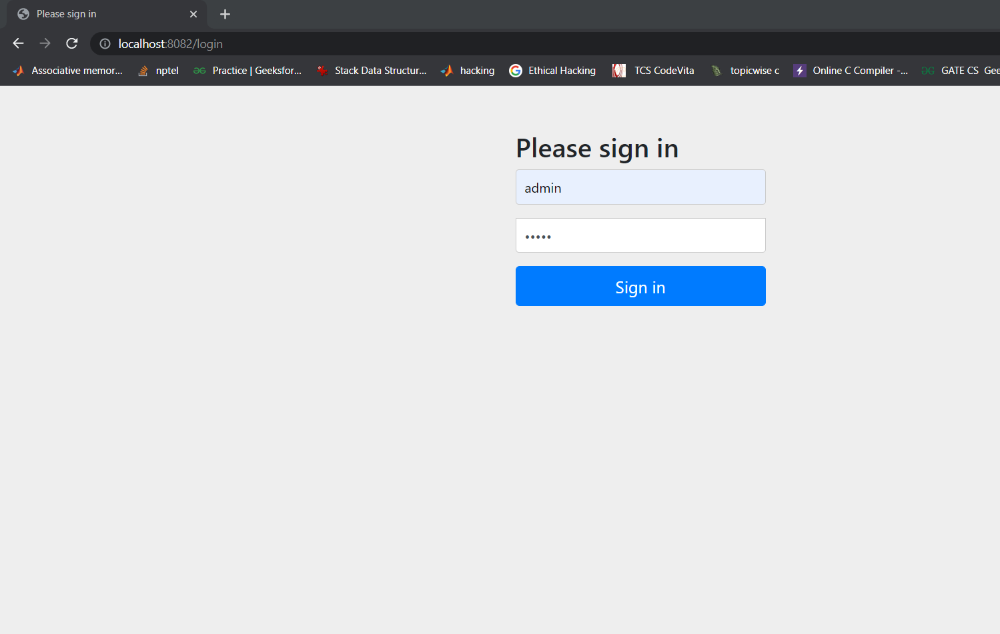 Please sign in
localhost:8082/login
Associative memor... nptel Practice | Geeksfor... Stack Data Structur... hacking Ethical Hacking TCS CodeVita topicwise c Online C Compiler -... GATE CS Gee
Please sign in
admin
•••••
Sign in